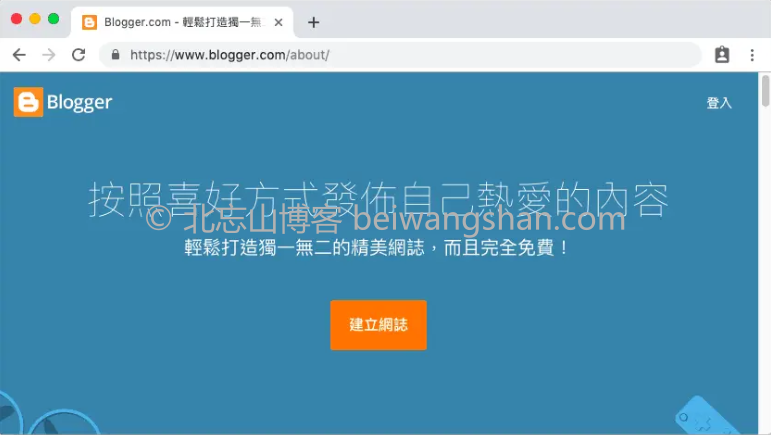 Blogger.com - 輕鬆打造獨一無
https://www.blogger.com/about/
Blogger
登入
按照喜好方式發佈自己熱愛的內容
© 北忘山博客 beiwangshan.com
輕鬆打造獨一無二的精美網誌，而且完全免費！
建立網誌